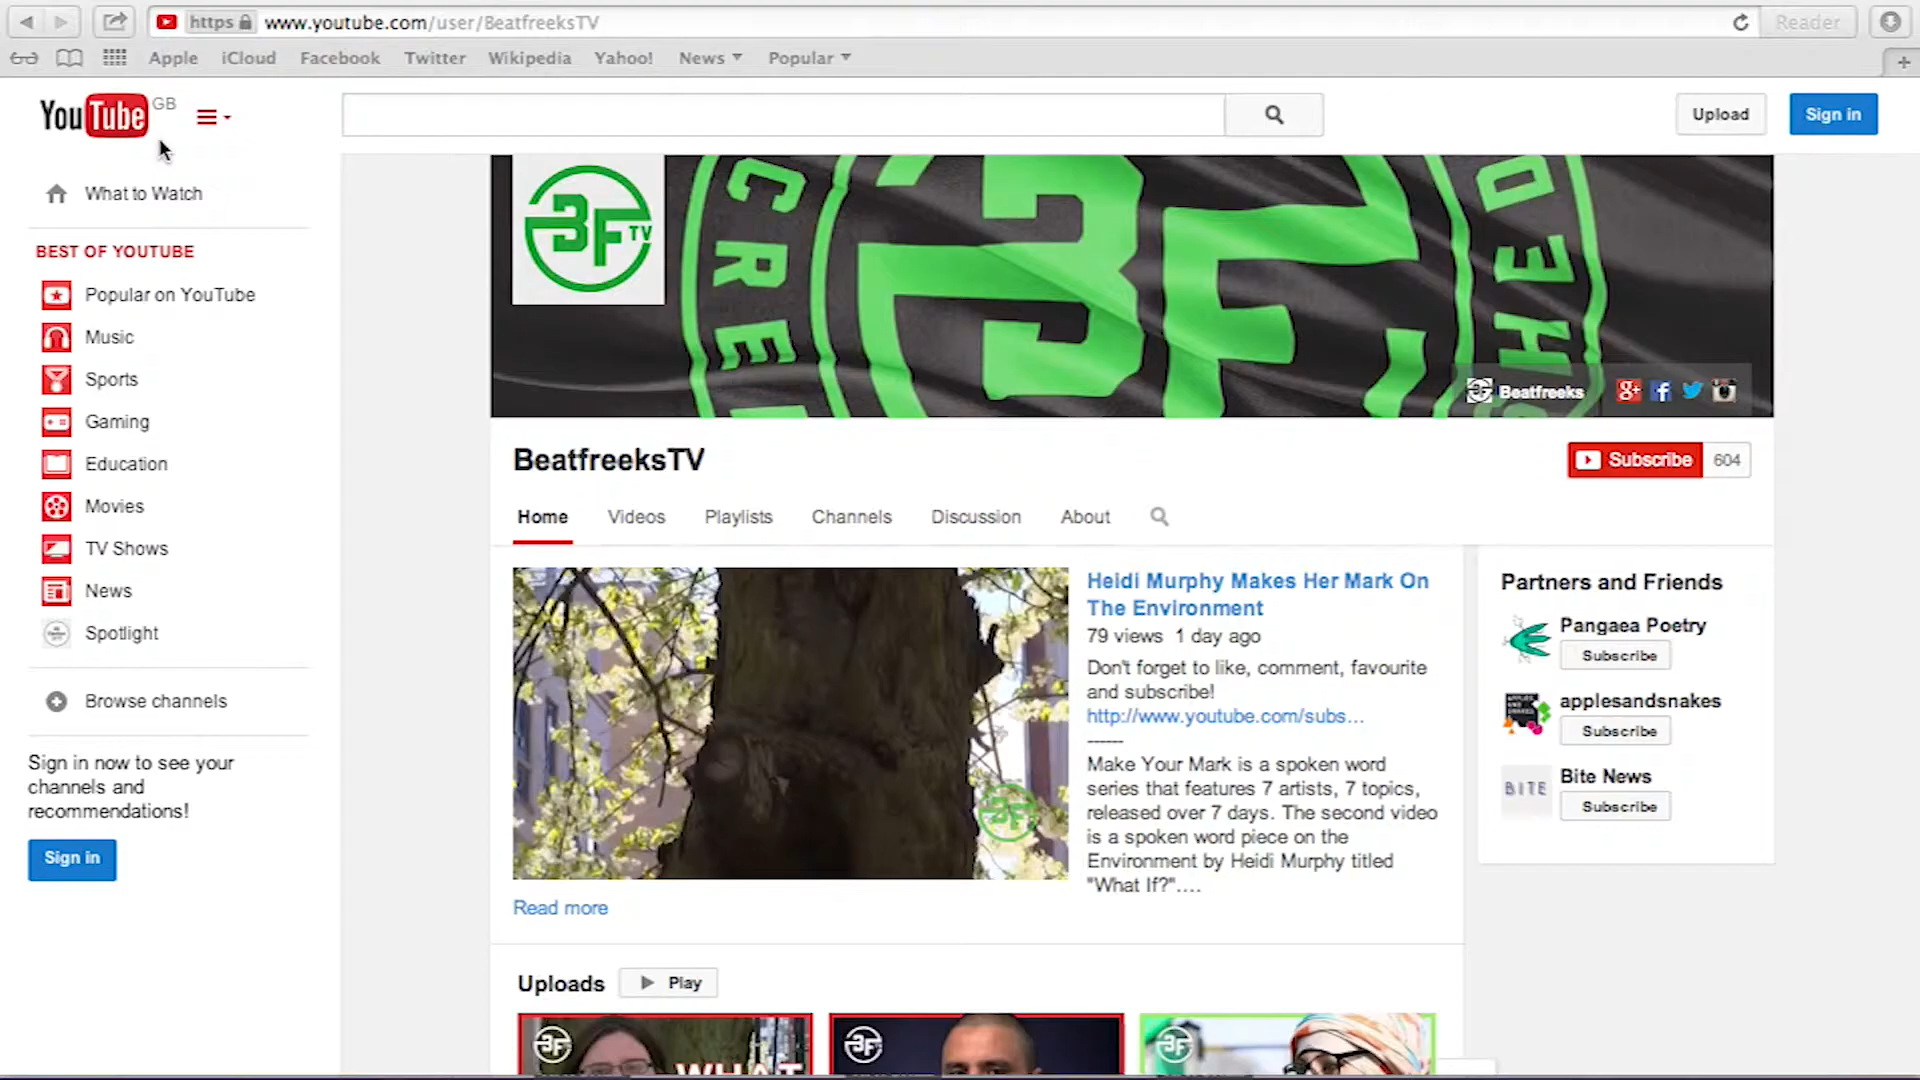 https www.youtube.com/user/BeatfreeksTV
Reader
Apple iCloud Facebook Twitter Wikipedia Yahoo! News Popular
YouTube GB
Upload Sign in
What to Watch
BEST OF YOUTUBE
Popular on YouTube
Music
Sports
Gaming
Education
Movies
TV Shows
News
Spotlight
Browse channels
Sign in now to see your
channels and
recommendations!
Sign in
3F TV
CRE
3F
Beatfreeks
BeatfreeksTV
Subscribe 604
Home Videos Playlists Channels Discussion About
Heidi Murphy Makes Her Mark On
The Environment
79 views 1 day ago
Don't forget to like, comment, favourite
and subscribe!
http://www.youtube.com/subs...
------
Make Your Mark is a spoken word
series that features 7 artists, 7 topics,
released over 7 days. The second video
is a spoken word piece on the
Environment by Heidi Murphy titled
"What If?"....
3F
Read more
Partners and Friends
Pangaea Poetry
Subscribe
applesandsnakes
Subscribe
BITE
Bite News
Subscribe
Uploads Play
3F WHAT
3F
3F